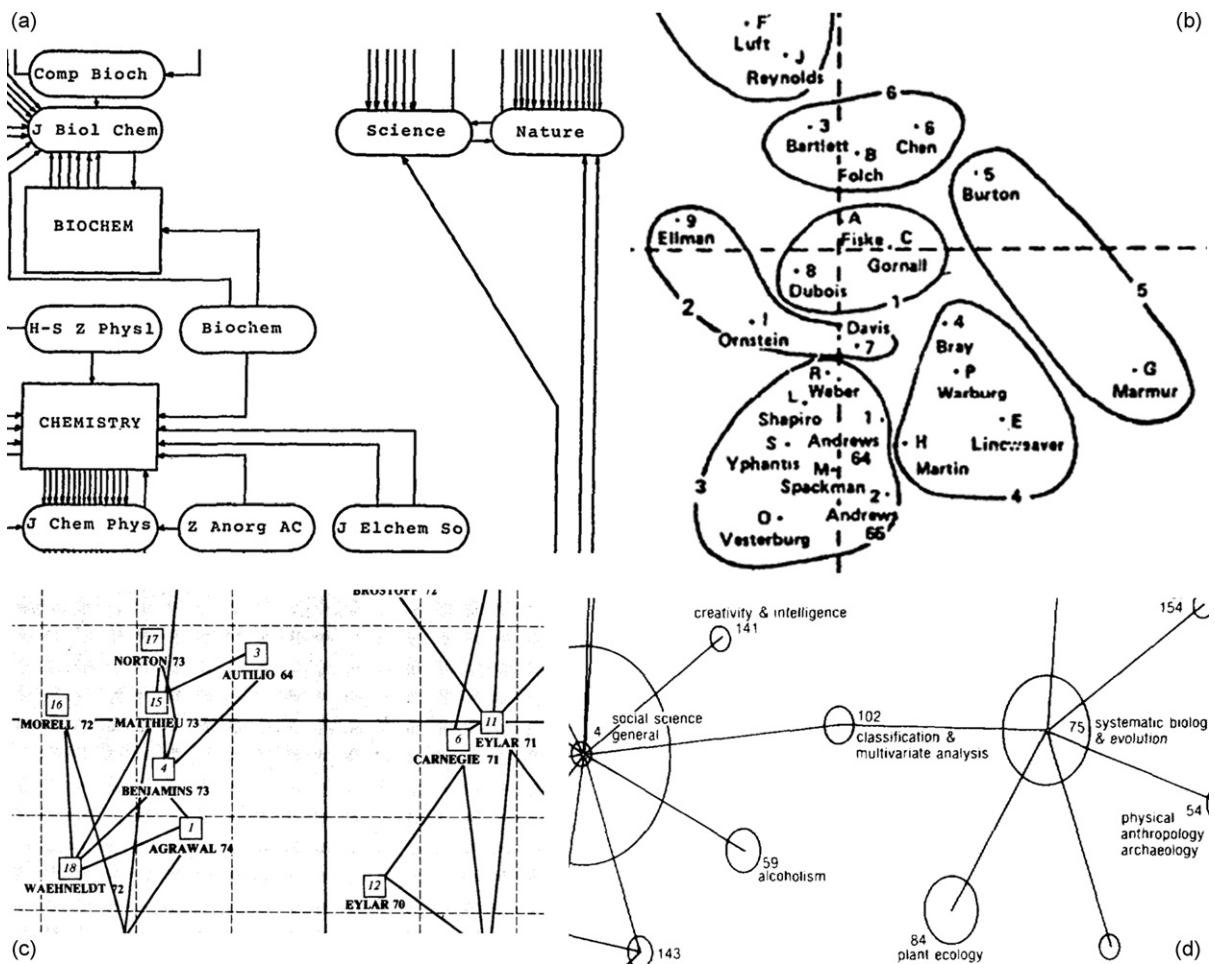 (a)
Comp Bioch
J Biol Chem
BIOCHEM
H-S Z Physl
Biochem
CHEMISTRY
J Chem Phys
Z Anorg AC
J Elchem So
Science
Nature
(b)
F
Luft
J
Reynolds
6
3
Bartlett
6
Chen
B
Folch
5
Burton
9
Ellman
A
Fiske
C
Gornall
8
Dubois
1
2
5
I
Ornstein
Davis
7
4
Bray
P
Warburg
G
Marmur
R
Weber
L
Shapiro
1
Andrews
64
E
Lincwsaver
H
Martin
S
Yphantis
M
Spackman
2
Andrews
65
3
4
O
Vesterburg
(c)
BROSTOFF 72
17
NORTON 73
3
AUTILIO 64
16
MORELL 72
15
MATTHIEU 73
11
EYLAR 71
6
CARNEGIE 71
4
BENJAMINS 73
1
AGRAWAL 74
18
WAEHNELDT 72
12
EYLAR 70
(d)
creativity & intelligence
141
154
4
social science
general
102
classification &
multivariate analysis
75
systematic biolog
& evolution
59
alcoholism
54
physical
anthropology
archaeology
84
plant ecology
143